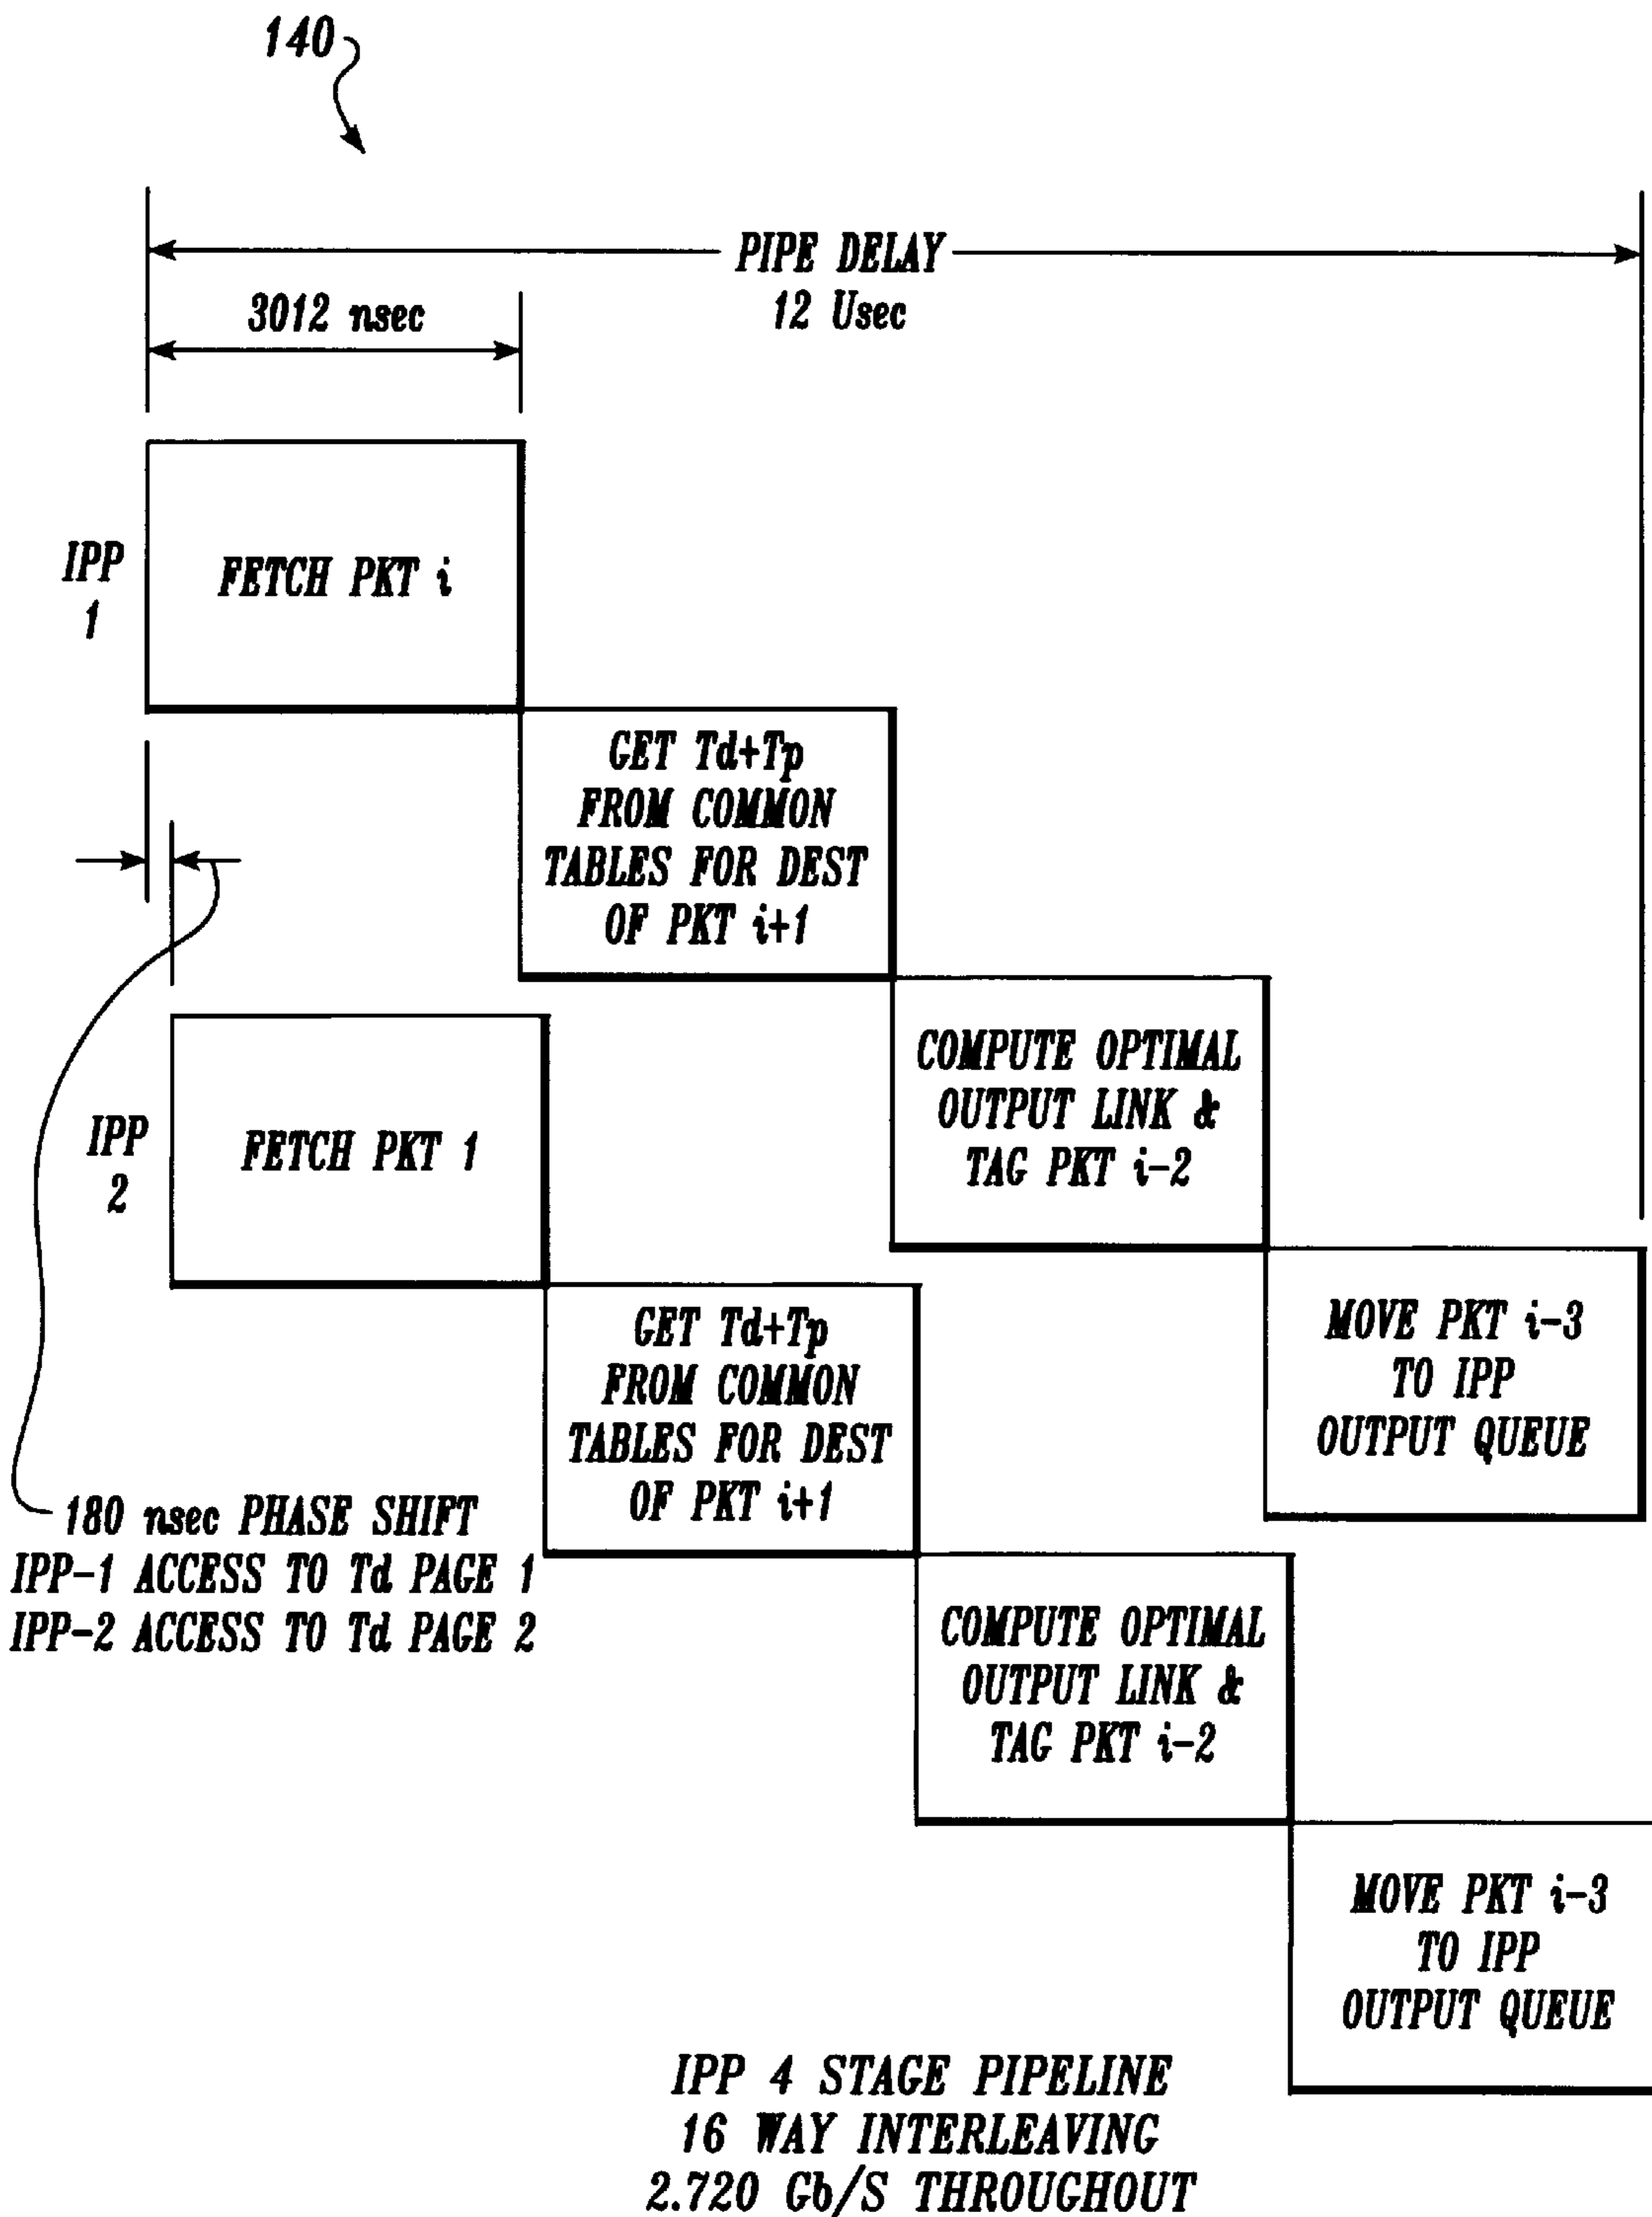 140
PIPE DELAY
12 Usec
3012 nsec
IPP
1
FETCH PKT i
GET Td+Tp
FROM COMMON
TABLES FOR DEST
OF PKT i+1
COMPUTE OPTIMAL
OUTPUT LINK &
TAG PKT i-2
MOVE PKT i-3
TO IPP
OUTPUT QUEUE
IPP
2
FETCH PKT 1
GET Td+Tp
FROM COMMON
TABLES FOR DEST
OF PKT i+1
COMPUTE OPTIMAL
OUTPUT LINK &
TAG PKT i-2
MOVE PKT i-3
TO IPP
OUTPUT QUEUE
180 nsec PHASE SHIFT
IPP-1 ACCESS TO Td PAGE 1
IPP-2 ACCESS TO Td PAGE 2
IPP 4 STAGE PIPELINE
16 WAY INTERLEAVING
2.720 Gb/S THROUGHOUT